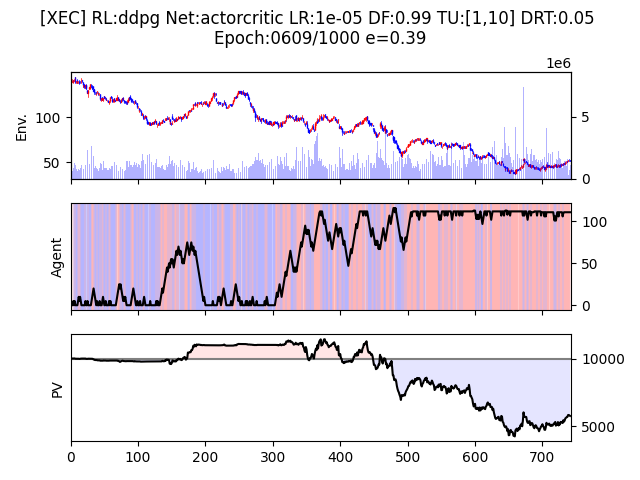 [XEC] RL:ddpg Net:actorcritic LR:1e-05 DF:0.99 TU:[1,10] DRT:0.05
Epoch:0609/1000 e=0.39
1e6
Env.
100
50
5
0
Agent
100
50
0
PV
10000
5000
0 100 200 300 400 500 600 700